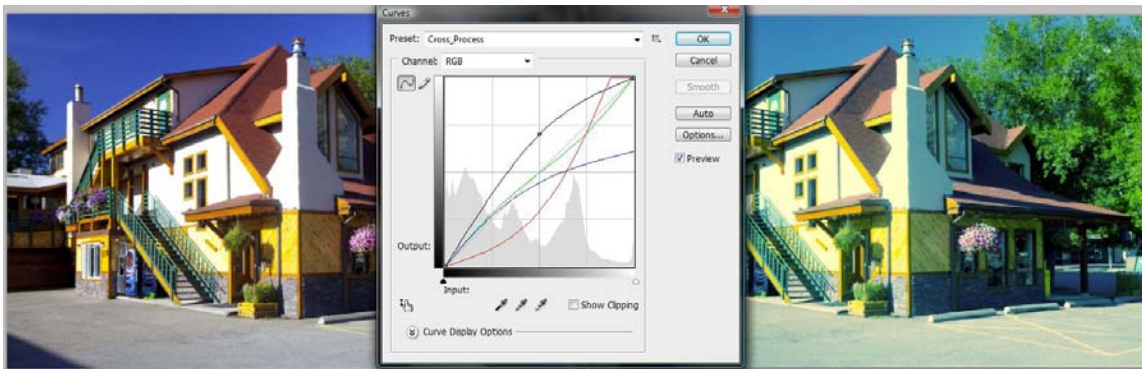 Curves
Preset: Cross_Process
OK
Channel: RGB
Cancel
Smooth
Auto
Options...
Preview
Output:
Input:
Show Clipping
Curve Display Options